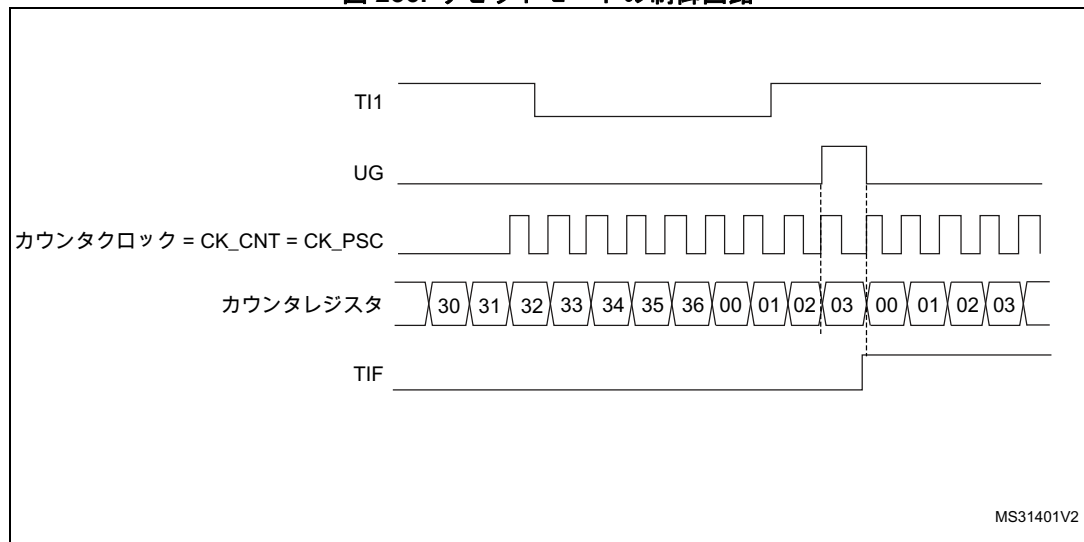 TI1
UG
カウンタクロック = CK_CNT = CK_PSC
カウンタレジスタ 30 31 32 33 34 35 36 00 01 02 03 00 01 02 03
TIF
MS31401V2